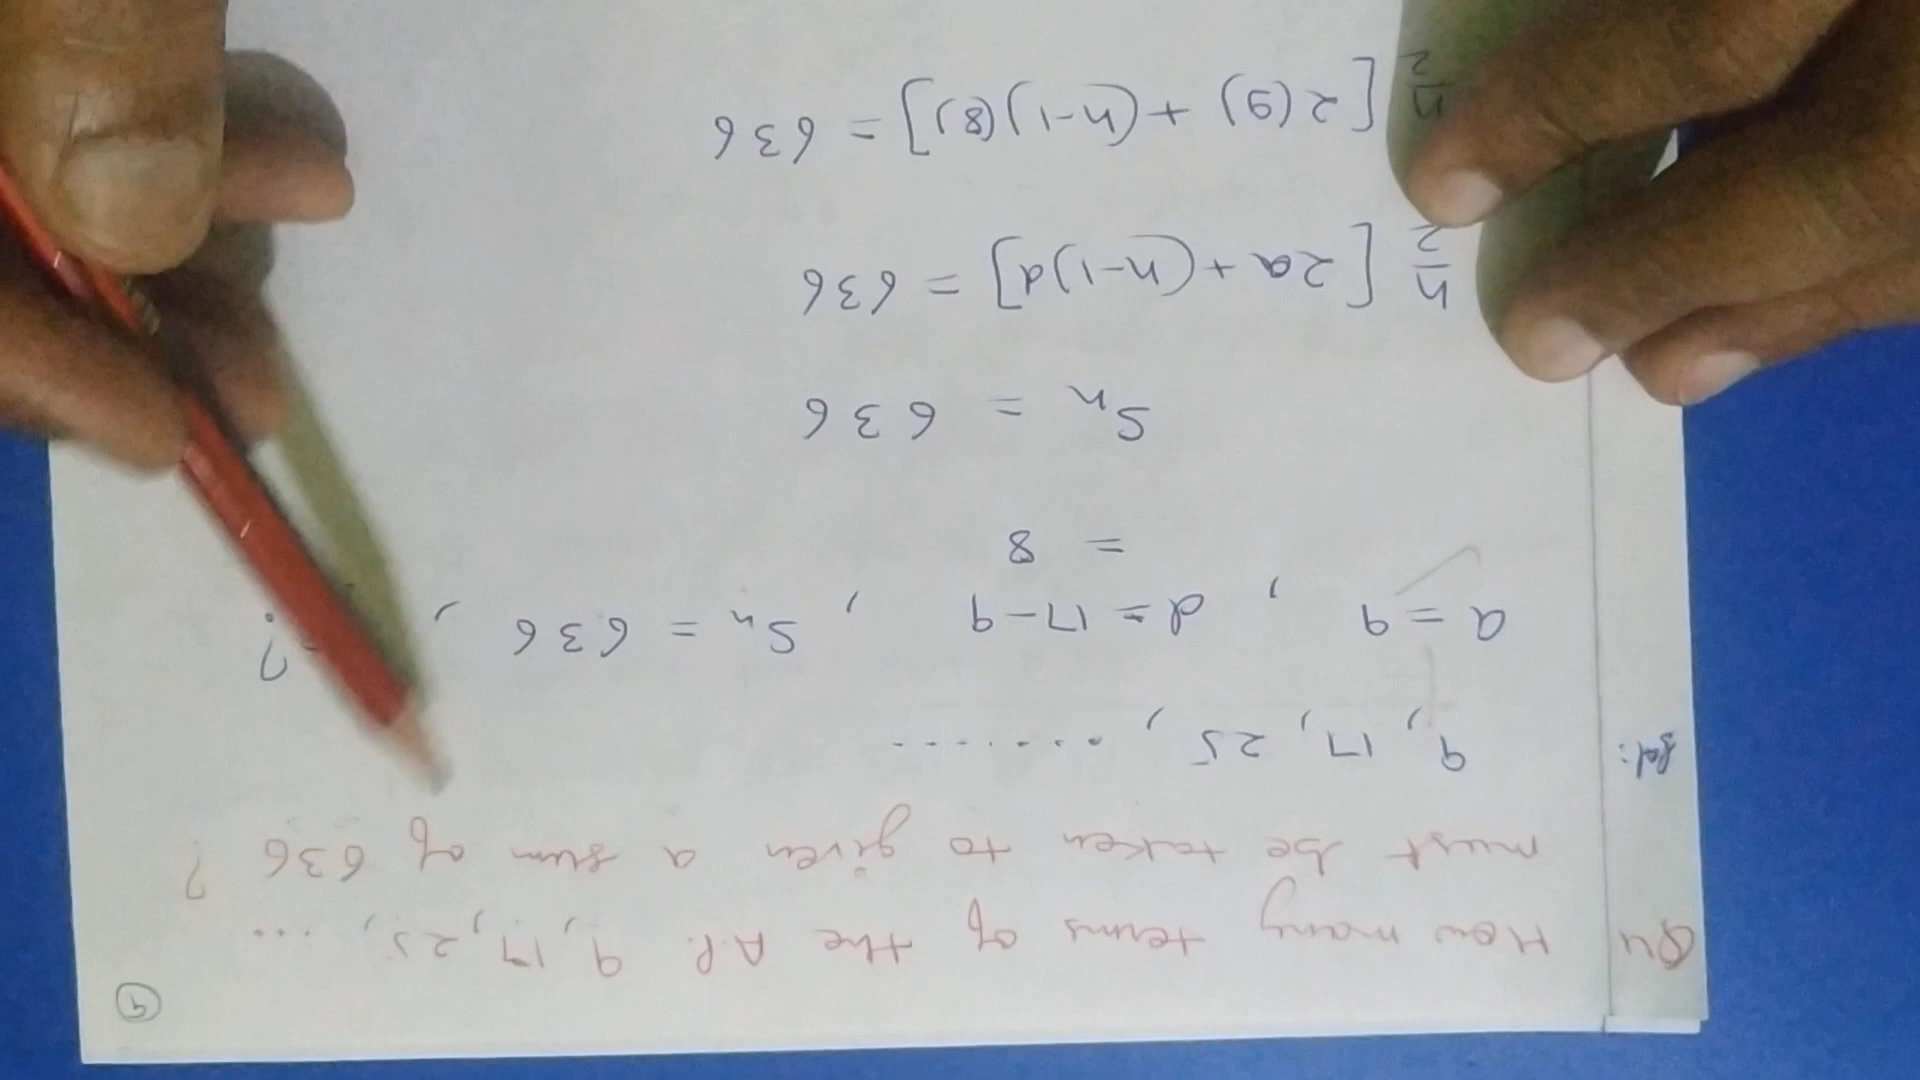 9
Q4 How many terms of the A.P. 9, 17, 25, ...
must be taken to given a sum of 636 ?
Sol: 9, 17, 25, ........
a = 9 , d = 17-9 , Sn = 636 , ?
= 8
Sn = 636
n/2 [2a + (n-1)d] = 636
n/2 [2(9) + (n-1)(8)] = 636